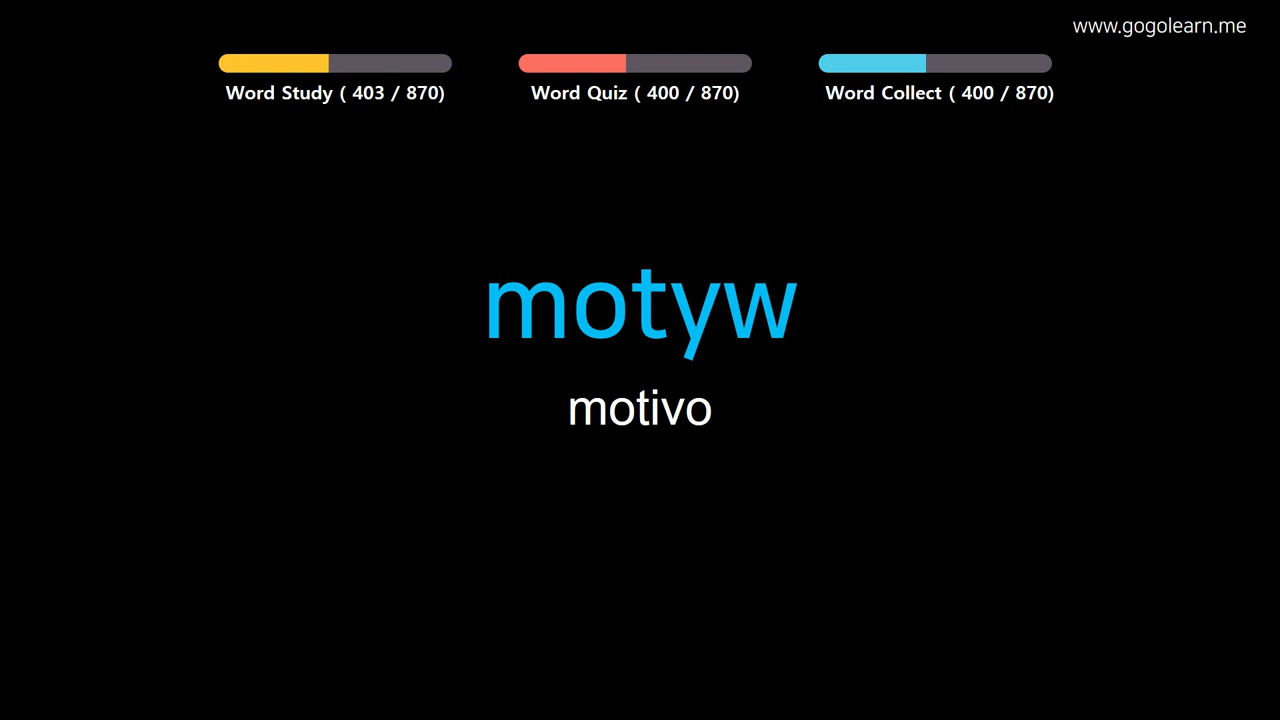 www.gogolearn.me
Word Study ( 403 / 870)
Word Quiz ( 400 / 870)
Word Collect ( 400 / 870)
motyw
motivo